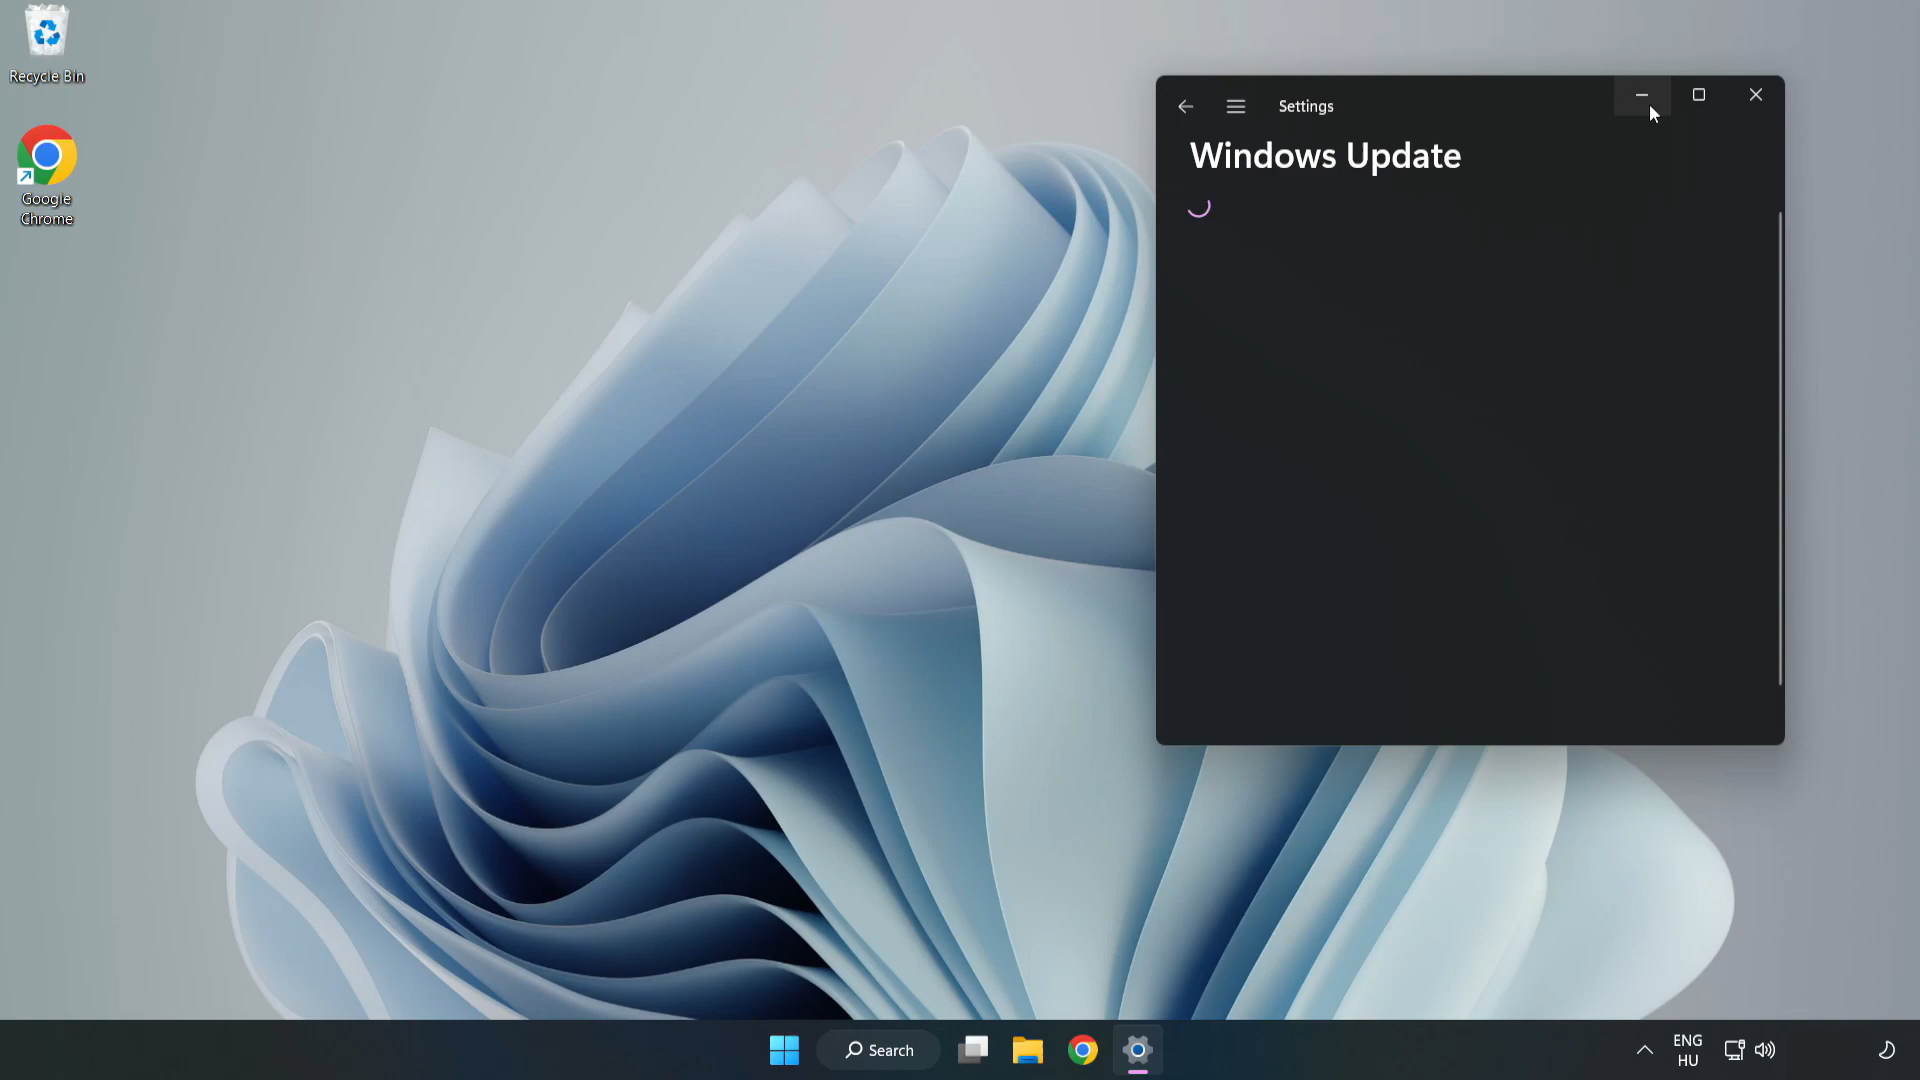 Recycle Bin
Google
Chrome
Settings
Windows Update
Search
ENG
HU